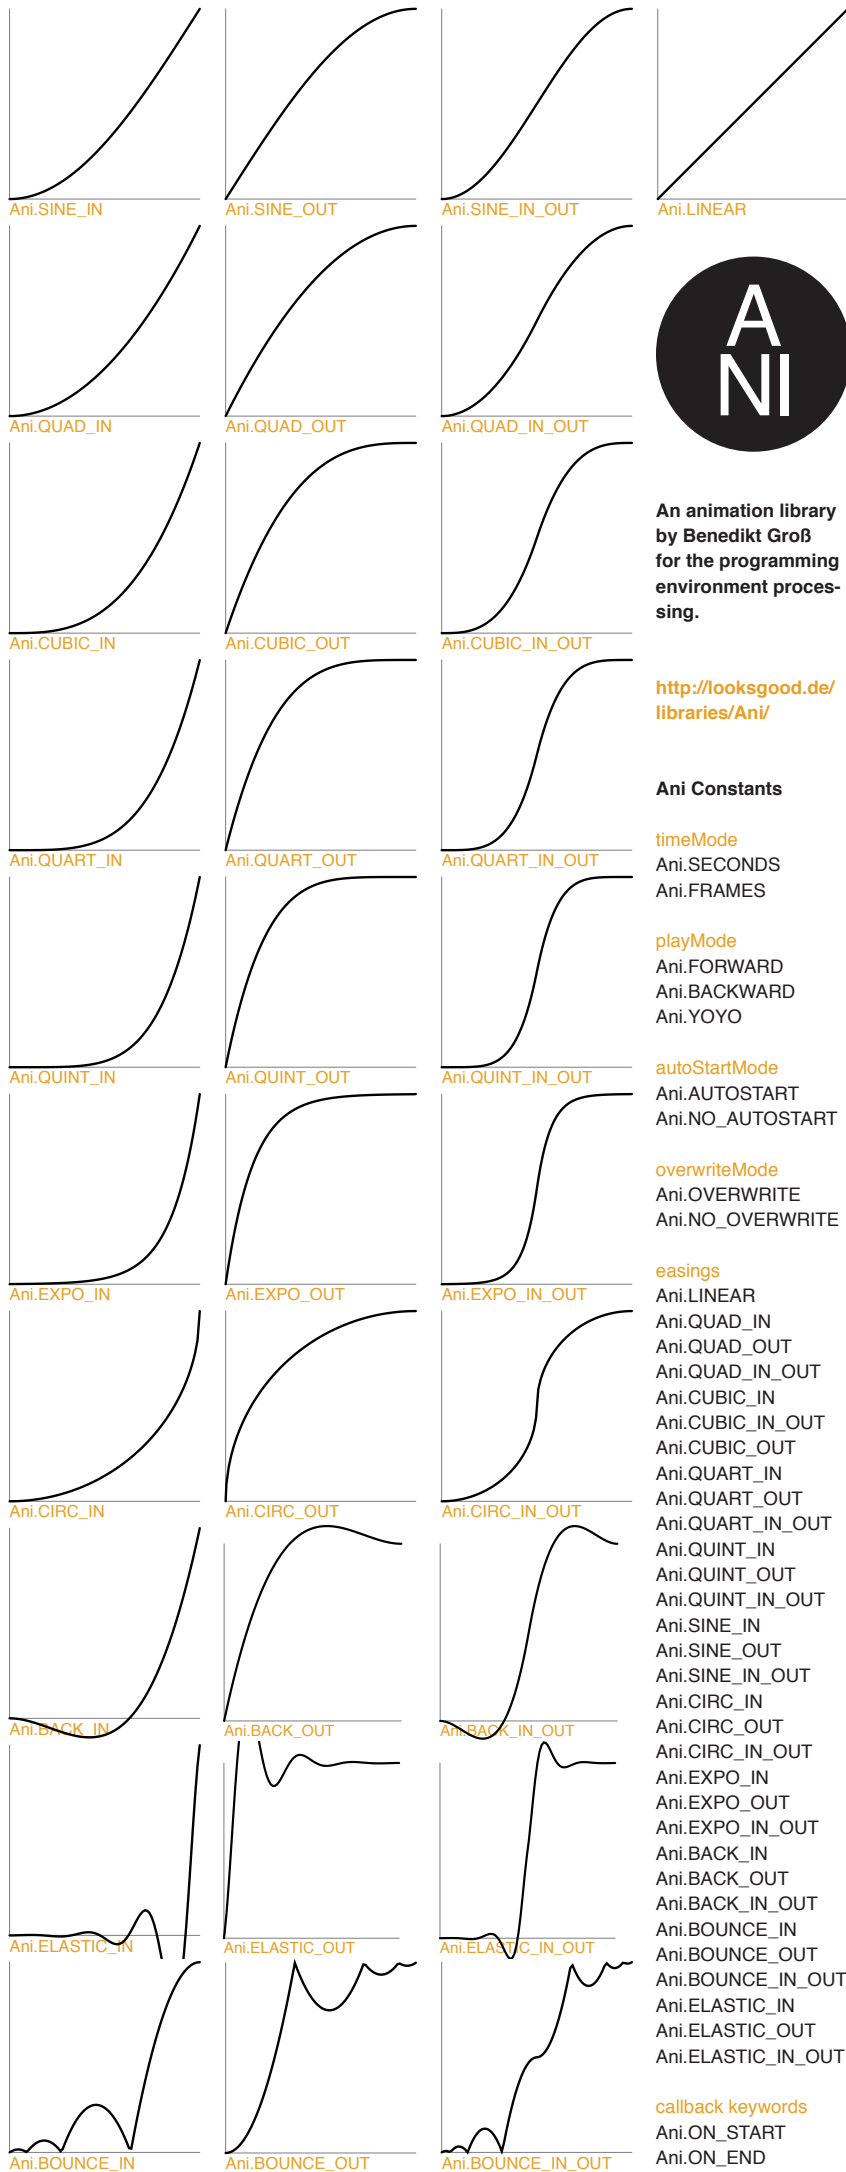 Ani.SINE_IN
Ani.SINE_OUT
Ani.SINE_IN_OUT
Ani.LINEAR
Ani.QUAD_IN
Ani.QUAD_OUT
Ani.QUAD_IN_OUT
Ani.CUBIC_IN
Ani.CUBIC_OUT
Ani.CUBIC_IN_OUT
Ani.QUART_IN
Ani.QUART_OUT
Ani.QUART_IN_OUT
Ani.QUINT_IN
Ani.QUINT_OUT
Ani.QUINT_IN_OUT
Ani.EXPO_IN
Ani.EXPO_OUT
Ani.EXPO_IN_OUT
Ani.CIRC_IN
Ani.CIRC_OUT
Ani.CIRC_IN_OUT
Ani.BACK_IN
Ani.BACK_OUT
Ani.BACK_IN_OUT
Ani.ELASTIC_IN
Ani.ELASTIC_OUT
Ani.ELASTIC_IN_OUT
Ani.BOUNCE_IN
Ani.BOUNCE_OUT
Ani.BOUNCE_IN_OUT
A
NI
An animation library
by Benedikt Groß
for the programming
environment proces-
sing.
http://looksgood.de/
libraries/Ani/
Ani Constants
timeMode
Ani.SECONDS
Ani.FRAMES
playMode
Ani.FORWARD
Ani.BACKWARD
Ani.YOYO
autoStartMode
Ani.AUTOSTART
Ani.NO_AUTOSTART
overwriteMode
Ani.OVERWRITE
Ani.NO_OVERWRITE
easings
Ani.LINEAR
Ani.QUAD_IN
Ani.QUAD_OUT
Ani.QUAD_IN_OUT
Ani.CUBIC_IN
Ani.CUBIC_IN_OUT
Ani.CUBIC_OUT
Ani.QUART_IN
Ani.QUART_OUT
Ani.QUART_IN_OUT
Ani.QUINT_IN
Ani.QUINT_OUT
Ani.QUINT_IN_OUT
Ani.SINE_IN
Ani.SINE_OUT
Ani.SINE_IN_OUT
Ani.CIRC_IN
Ani.CIRC_OUT
Ani.CIRC_IN_OUT
Ani.EXPO_IN
Ani.EXPO_OUT
Ani.EXPO_IN_OUT
Ani.BACK_IN
Ani.BACK_OUT
Ani.BACK_IN_OUT
Ani.BOUNCE_IN
Ani.BOUNCE_OUT
Ani.BOUNCE_IN_OUT
Ani.ELASTIC_IN
Ani.ELASTIC_OUT
Ani.ELASTIC_IN_OUT
callback keywords
Ani.ON_START
Ani.ON_END